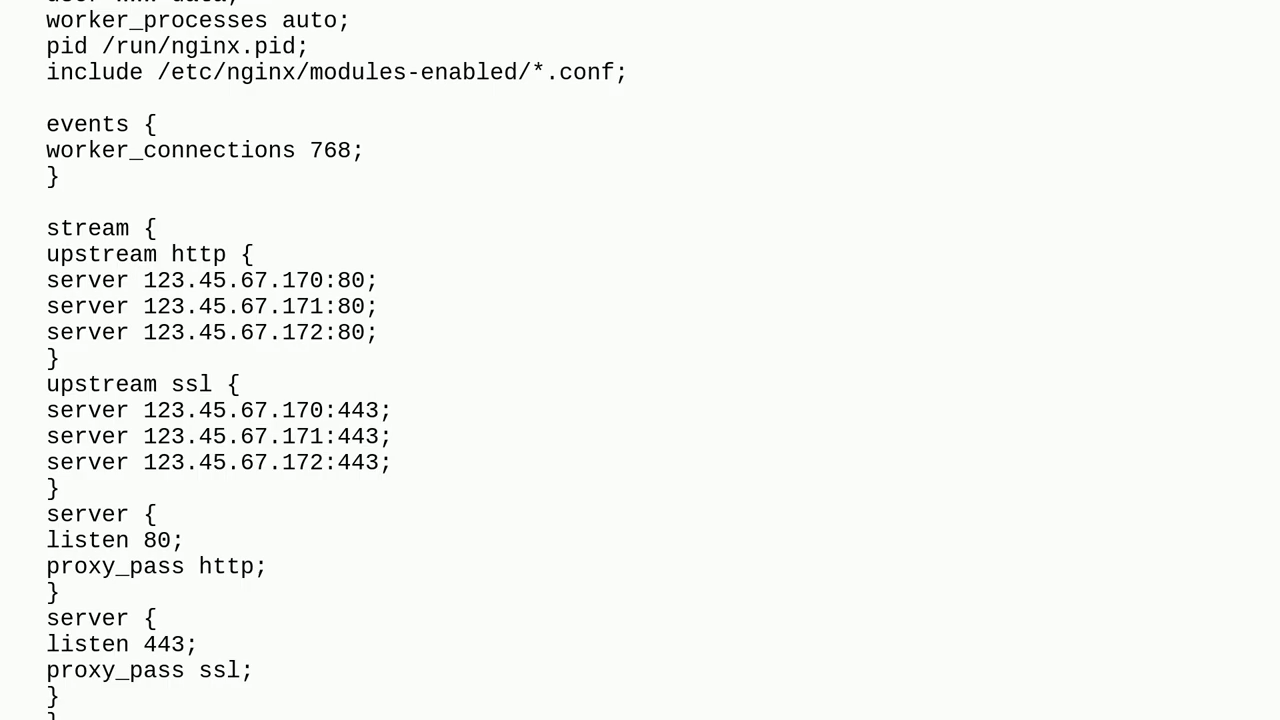 worker_processes auto;
pid /run/nginx.pid;
include /etc/nginx/modules-enabled/*.conf;

events {
worker_connections 768;
}

stream {
upstream http {
server 123.45.67.170:80;
server 123.45.67.171:80;
server 123.45.67.172:80;
}
upstream ssl {
server 123.45.67.170:443;
server 123.45.67.171:443;
server 123.45.67.172:443;
}
server {
listen 80;
proxy_pass http;
}
server {
listen 443;
proxy_pass ssl;
}